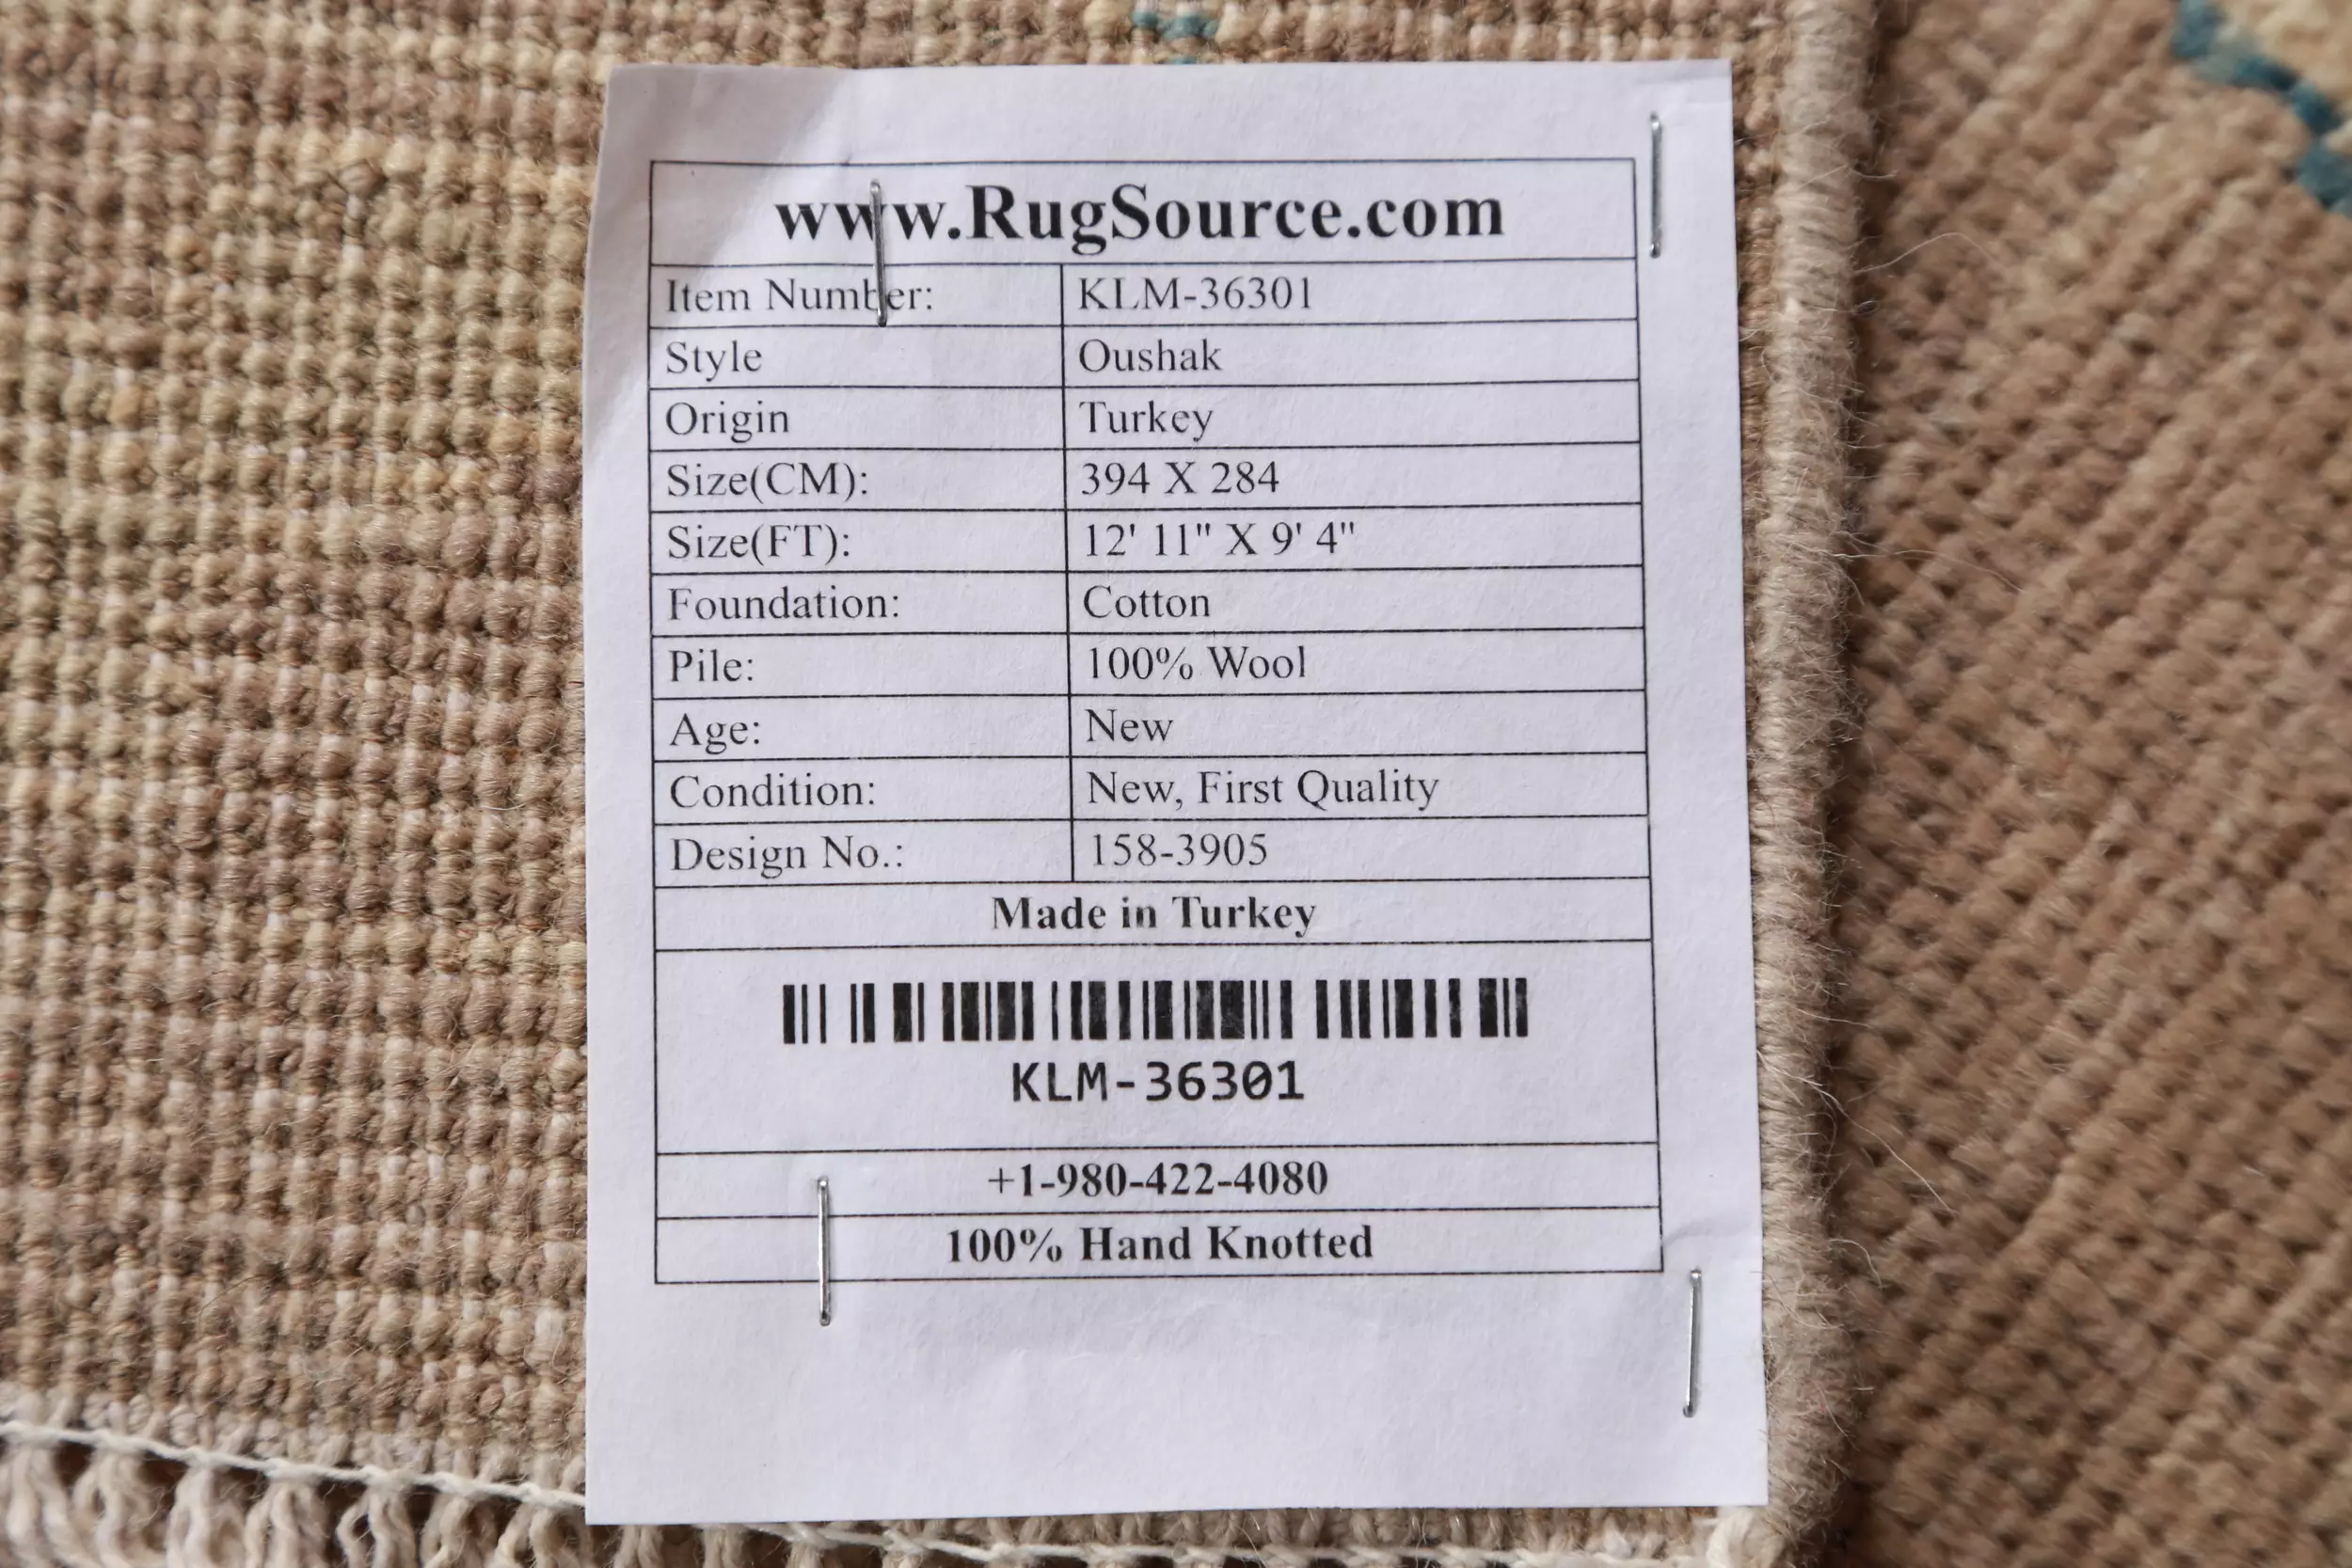 www.RugSource.com
Item Number: KLM-36301
Style Oushak
Origin Turkey
Size(CM): 394 X 284
Size(FT): 12' 11" X 9' 4"
Foundation: Cotton
Pile: 100% Wool
Age: New
Condition: New, First Quality
Design No.: 158-3905
Made in Turkey
KLM-36301
+1-980-422-4080
100% Hand Knotted